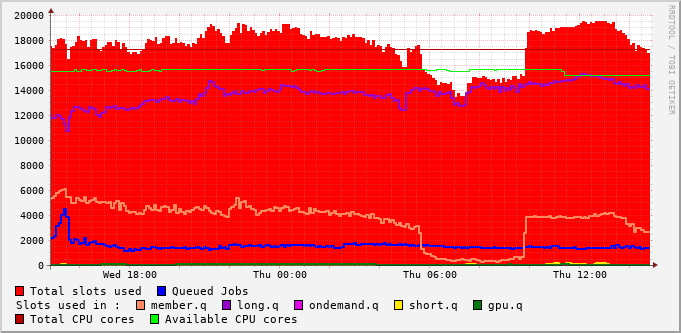 20000
18000
16000
14000
12000
10000
8000
6000
4000
2000
0
Wed 18:00 Thu 00:00 Thu 06:00 Thu 12:00
RRDTOOL / TOBI OETIKER
Total slots used Queued Jobs
Slots used in : member.q long.q ondemand.q short.q gpu.q
Total CPU cores Available CPU cores